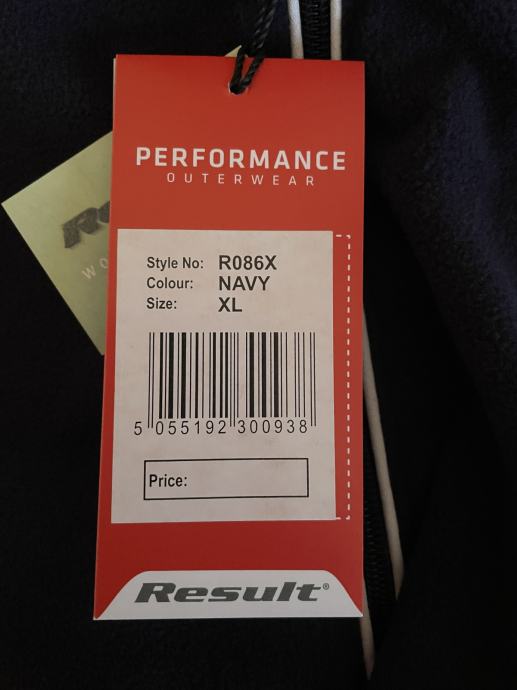 PERFORMANCE
OUTERWEAR
Style No: R086X
Colour: NAVY
Size: XL
5 055192 300938
Price:
Result®